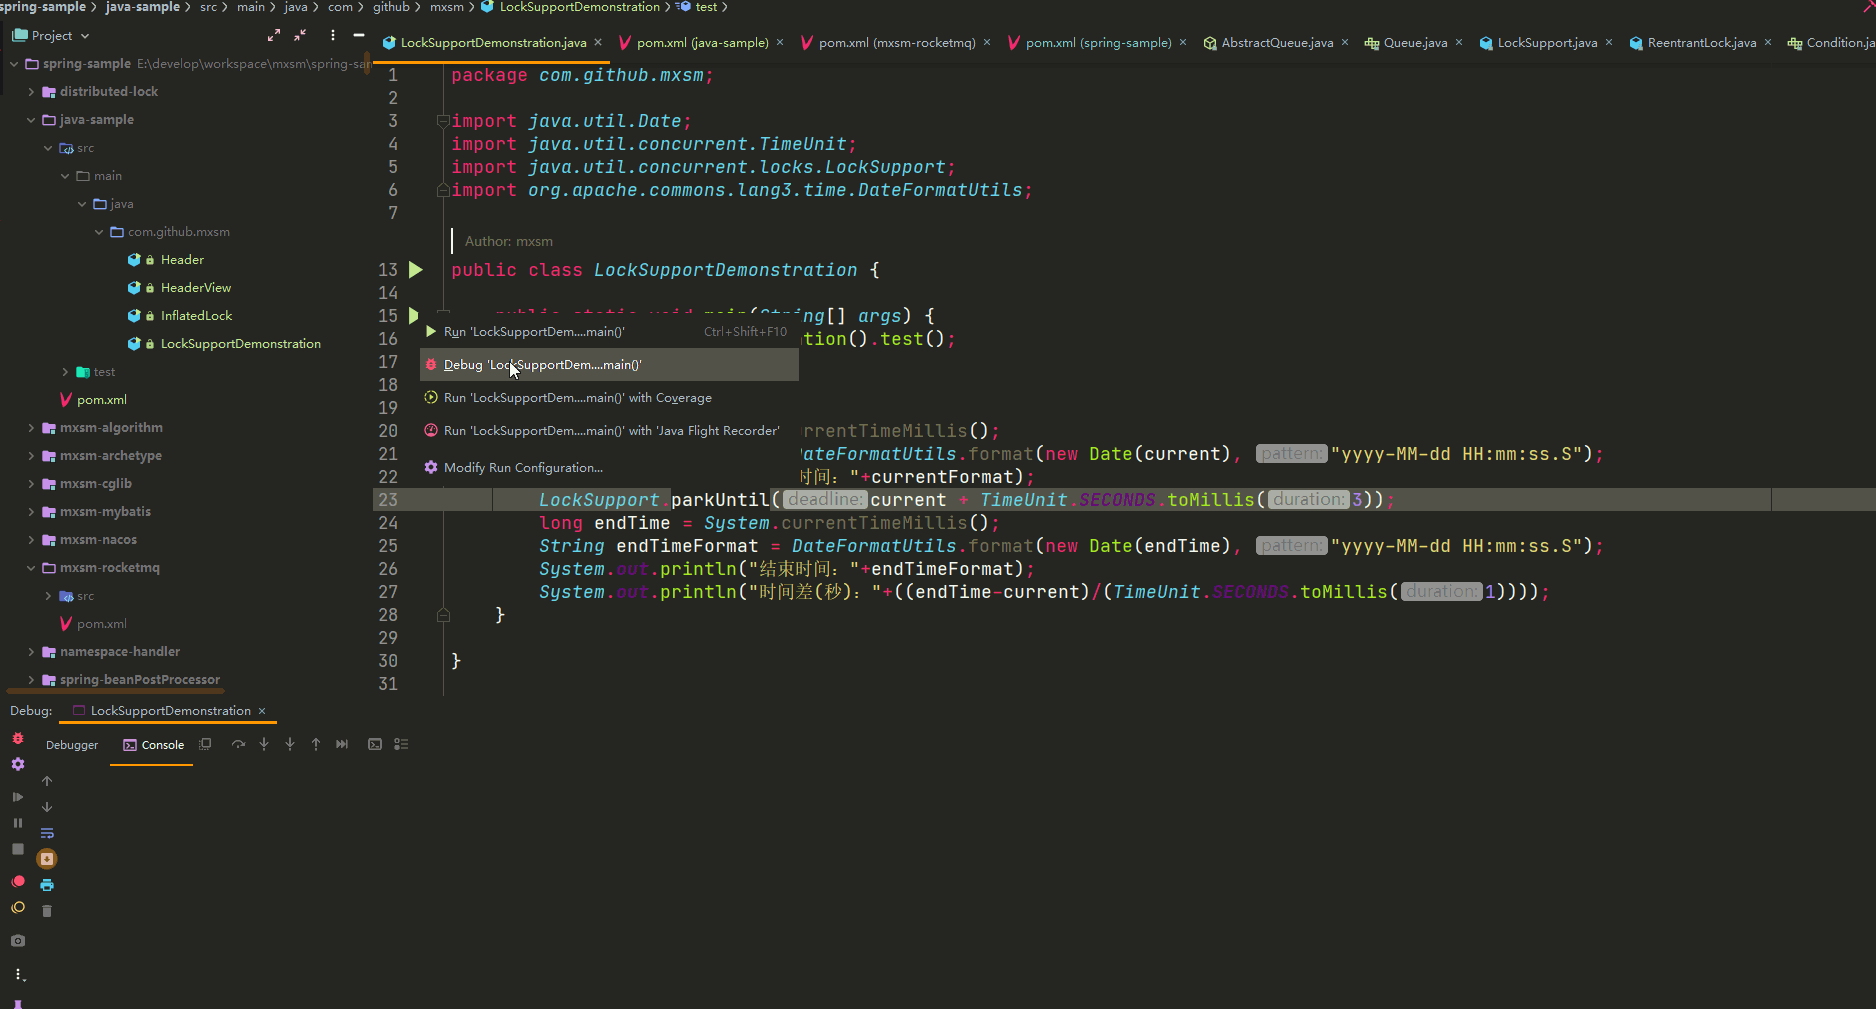 spring-sample > java-sample > src > main > java > com > github > mxsm > LockSupportDemonstration > test >
Project
LockSupportDemonstration.java × pom.xml (java-sample) × pom.xml (mxsm-rocketmq) × pom.xml (spring-sample) × AbstractQueue.java × Queue.java × LockSupport.java × ReentrantLock.java × Condition.ja
spring-sample E:\develop\workspace\mxsm\spring-sam
distributed-lock
java-sample
src
main
java
com.github.mxsm
Header
HeaderView
InflatedLock
LockSupportDemonstration
test
pom.xml
mxsm-algorithm
mxsm-archetype
mxsm-cglib
mxsm-mybatis
mxsm-nacos
mxsm-rocketmq
src
pom.xml
namespace-handler
spring-beanPostProcessor
1 package com.github.mxsm;
2
3 import java.util.Date;
4 import java.util.concurrent.TimeUnit;
5 import java.util.concurrent.locks.LockSupport;
6 import org.apache.commons.lang3.time.DateFormatUtils;
7
Author: mxsm
13 public class LockSupportDemonstration {
14
15 public static void main(String[] args) {
16 tion().test();
17
18
19
20 rrentTimeMillis();
21 ateFormatUtils.format(new Date(current), pattern: "yyyy-MM-dd HH:mm:ss.S");
22 时间: "+currentFormat);
23 LockSupport.parkUntil( deadline: current + TimeUnit.SECONDS.toMillis( duration: 3));
24 long endTime = System.currentTimeMillis();
25 String endTimeFormat = DateFormatUtils.format(new Date(endTime), pattern: "yyyy-MM-dd HH:mm:ss.S");
26 System.out.println("结束时间: "+endTimeFormat);
27 System.out.println("时间差(秒): "+((endTime-current)/(TimeUnit.SECONDS.toMillis( duration: 1))));
28 }
29
30 }
31
Run 'LockSupportDem....main()' Ctrl+Shift+F10
Debug 'LockSupportDem....main()'
Run 'LockSupportDem....main()' with Coverage
Run 'LockSupportDem....main()' with 'Java Flight Recorder'
Modify Run Configuration...
Debug: LockSupportDemonstration ×
Debugger Console